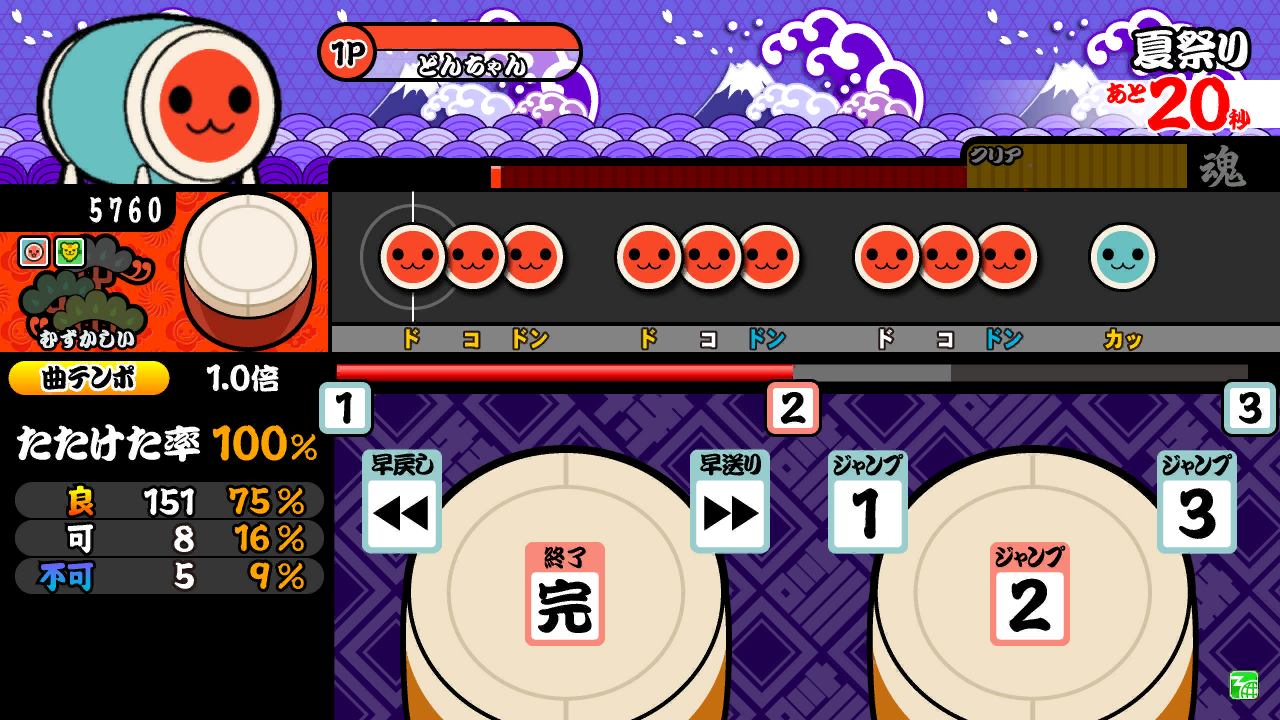 1P
どんちゃん
夏祭り
あと20秒
クリア
魂
5760
むずかしい
ド コ ドン ド コ ドン ド コ ドン カッ
曲テンポ 1.0倍
1 2 3
たたけた率 100%
良 151 75%
可 8 16%
不可 5 9%
早戻し
早送り
終了
完
ジャンプ
1
ジャンプ
3
ジャンプ
2